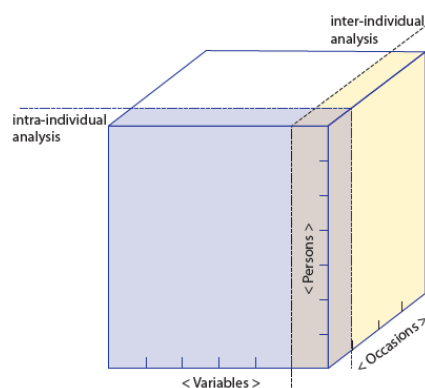 inter-individual
analysis
intra-individual
analysis
< Persons >
< Occasions >
< Variables >